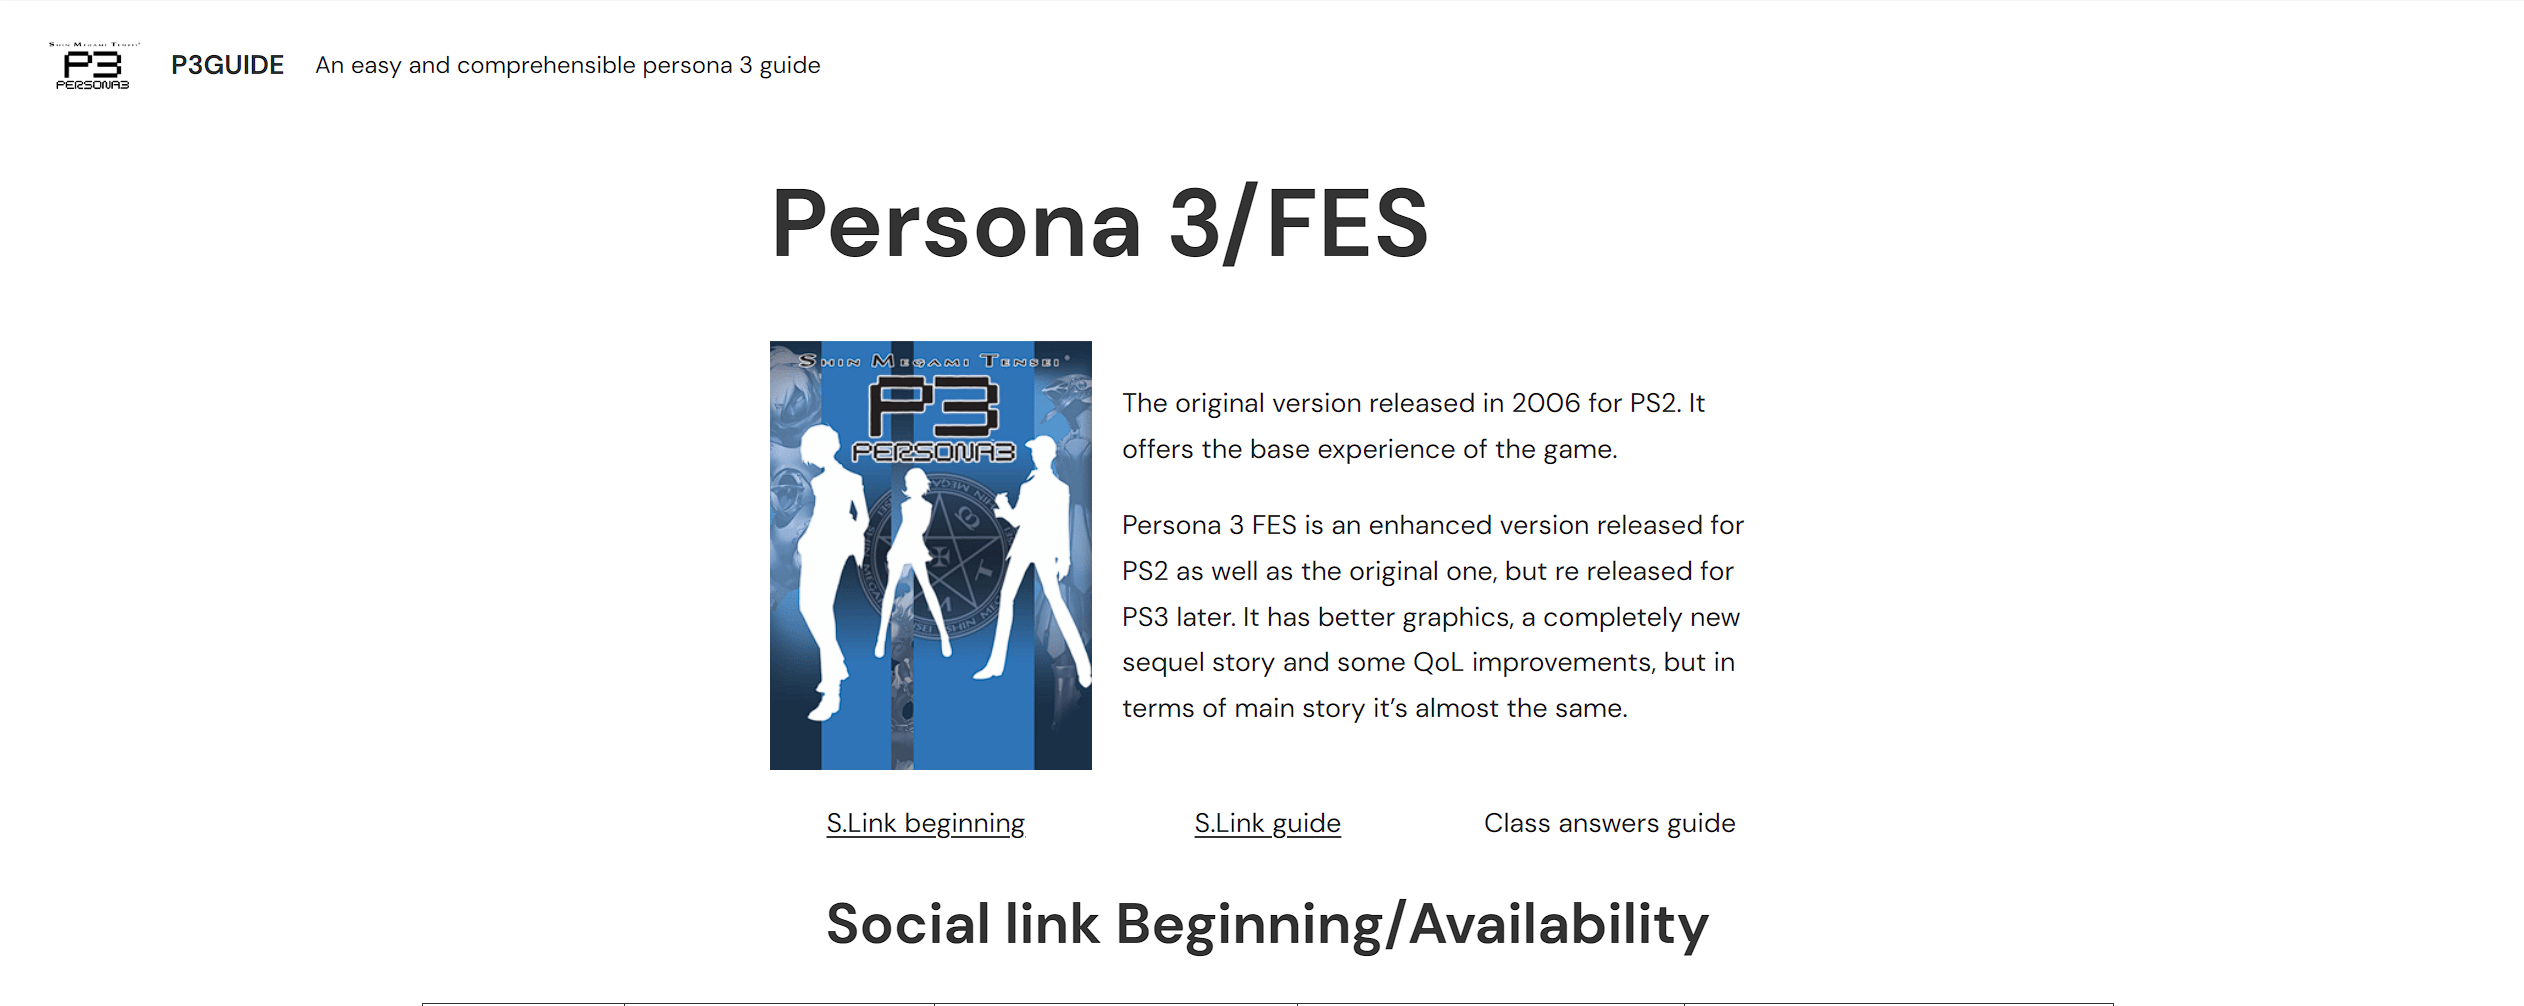 SHIN MEGAMI TENSEI
P3
PERSONA3
P3GUIDE
An easy and comprehensible persona 3 guide
Persona 3/FES
SHIN MEGAMI TENSEI
P3
PERSONA3
The original version released in 2006 for PS2. It
offers the base experience of the game.
Persona 3 FES is an enhanced version released for
PS2 as well as the original one, but re released for
PS3 later. It has better graphics, a completely new
sequel story and some QoL improvements, but in
terms of main story it’s almost the same.
S.Link beginning
S.Link guide
Class answers guide
Social link Beginning/Availability